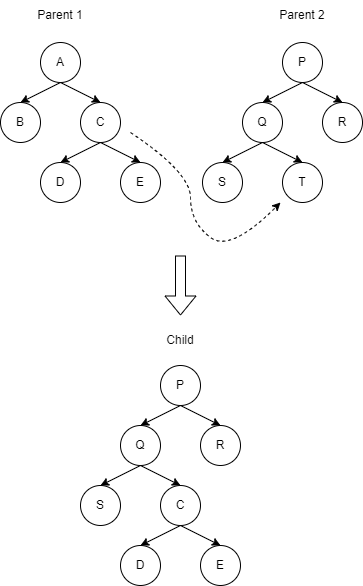 Parent 1 Parent 2
A P
B C Q R
D E S T
Child
P
Q R
S C
D E